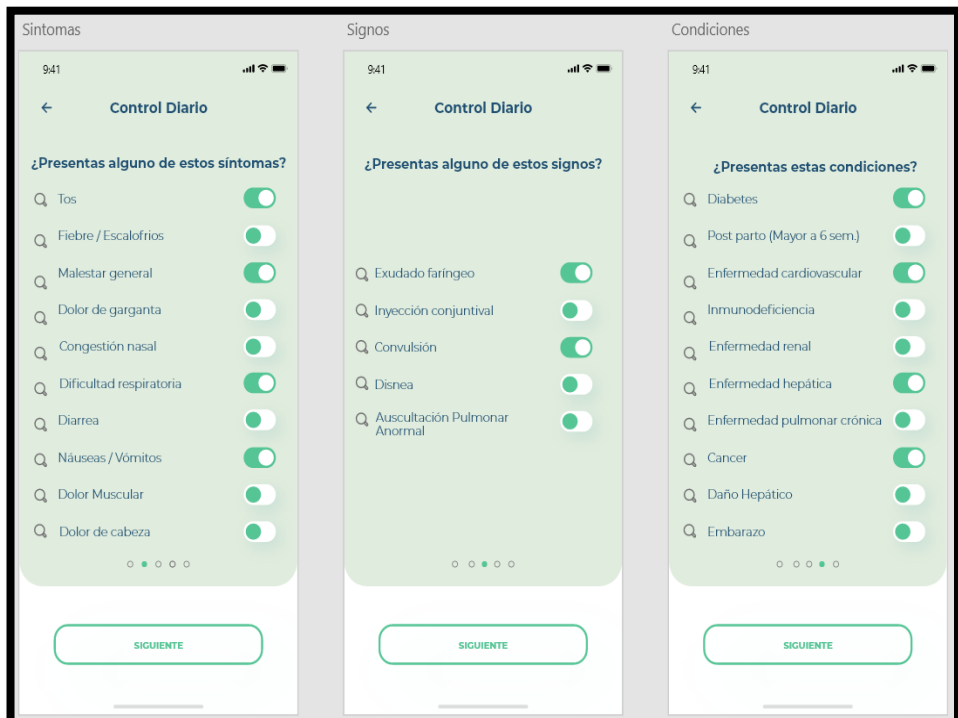 Sintomas
9:41
Control Diario
¿Presentas alguno de estos síntomas?
Tos
Fiebre / Escalofrios
Malestar general
Dolor de garganta
Congestión nasal
Dificultad respiratoria
Diarrea
Náuseas / Vómitos
Dolor Muscular
Dolor de cabeza
SIGUIENTE
Signos
9:41
Control Diario
¿Presentas alguno de estos signos?
Exudado faríngeo
Inyección conjuntival
Convulsión
Disnea
Auscultación Pulmonar
Anormal
SIGUIENTE
Condiciones
9:41
Control Diario
¿Presentas estas condiciones?
Diabetes
Post parto (Mayor a 6 sem.)
Enfermedad cardiovascular
Inmunodeficiencia
Enfermedad renal
Enfermedad hepática
Enfermedad pulmonar crónica
Cancer
Daño Hepático
Embarazo
SIGUIENTE